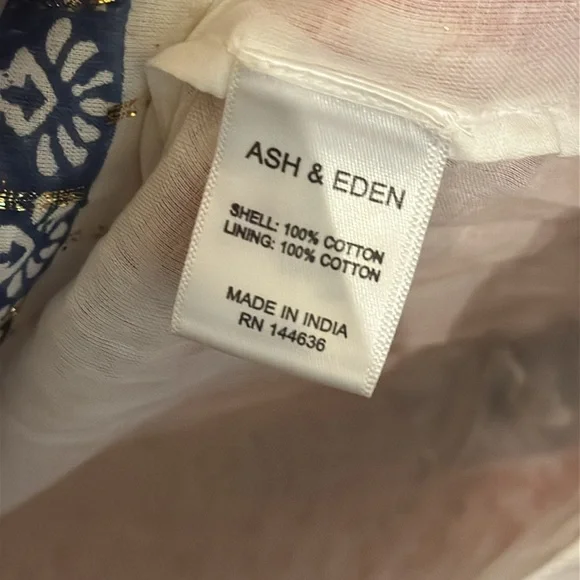 ASH & EDEN
SHELL: 100% COTTON
LINING: 100% COTTON
MADE IN INDIA
RN 144636